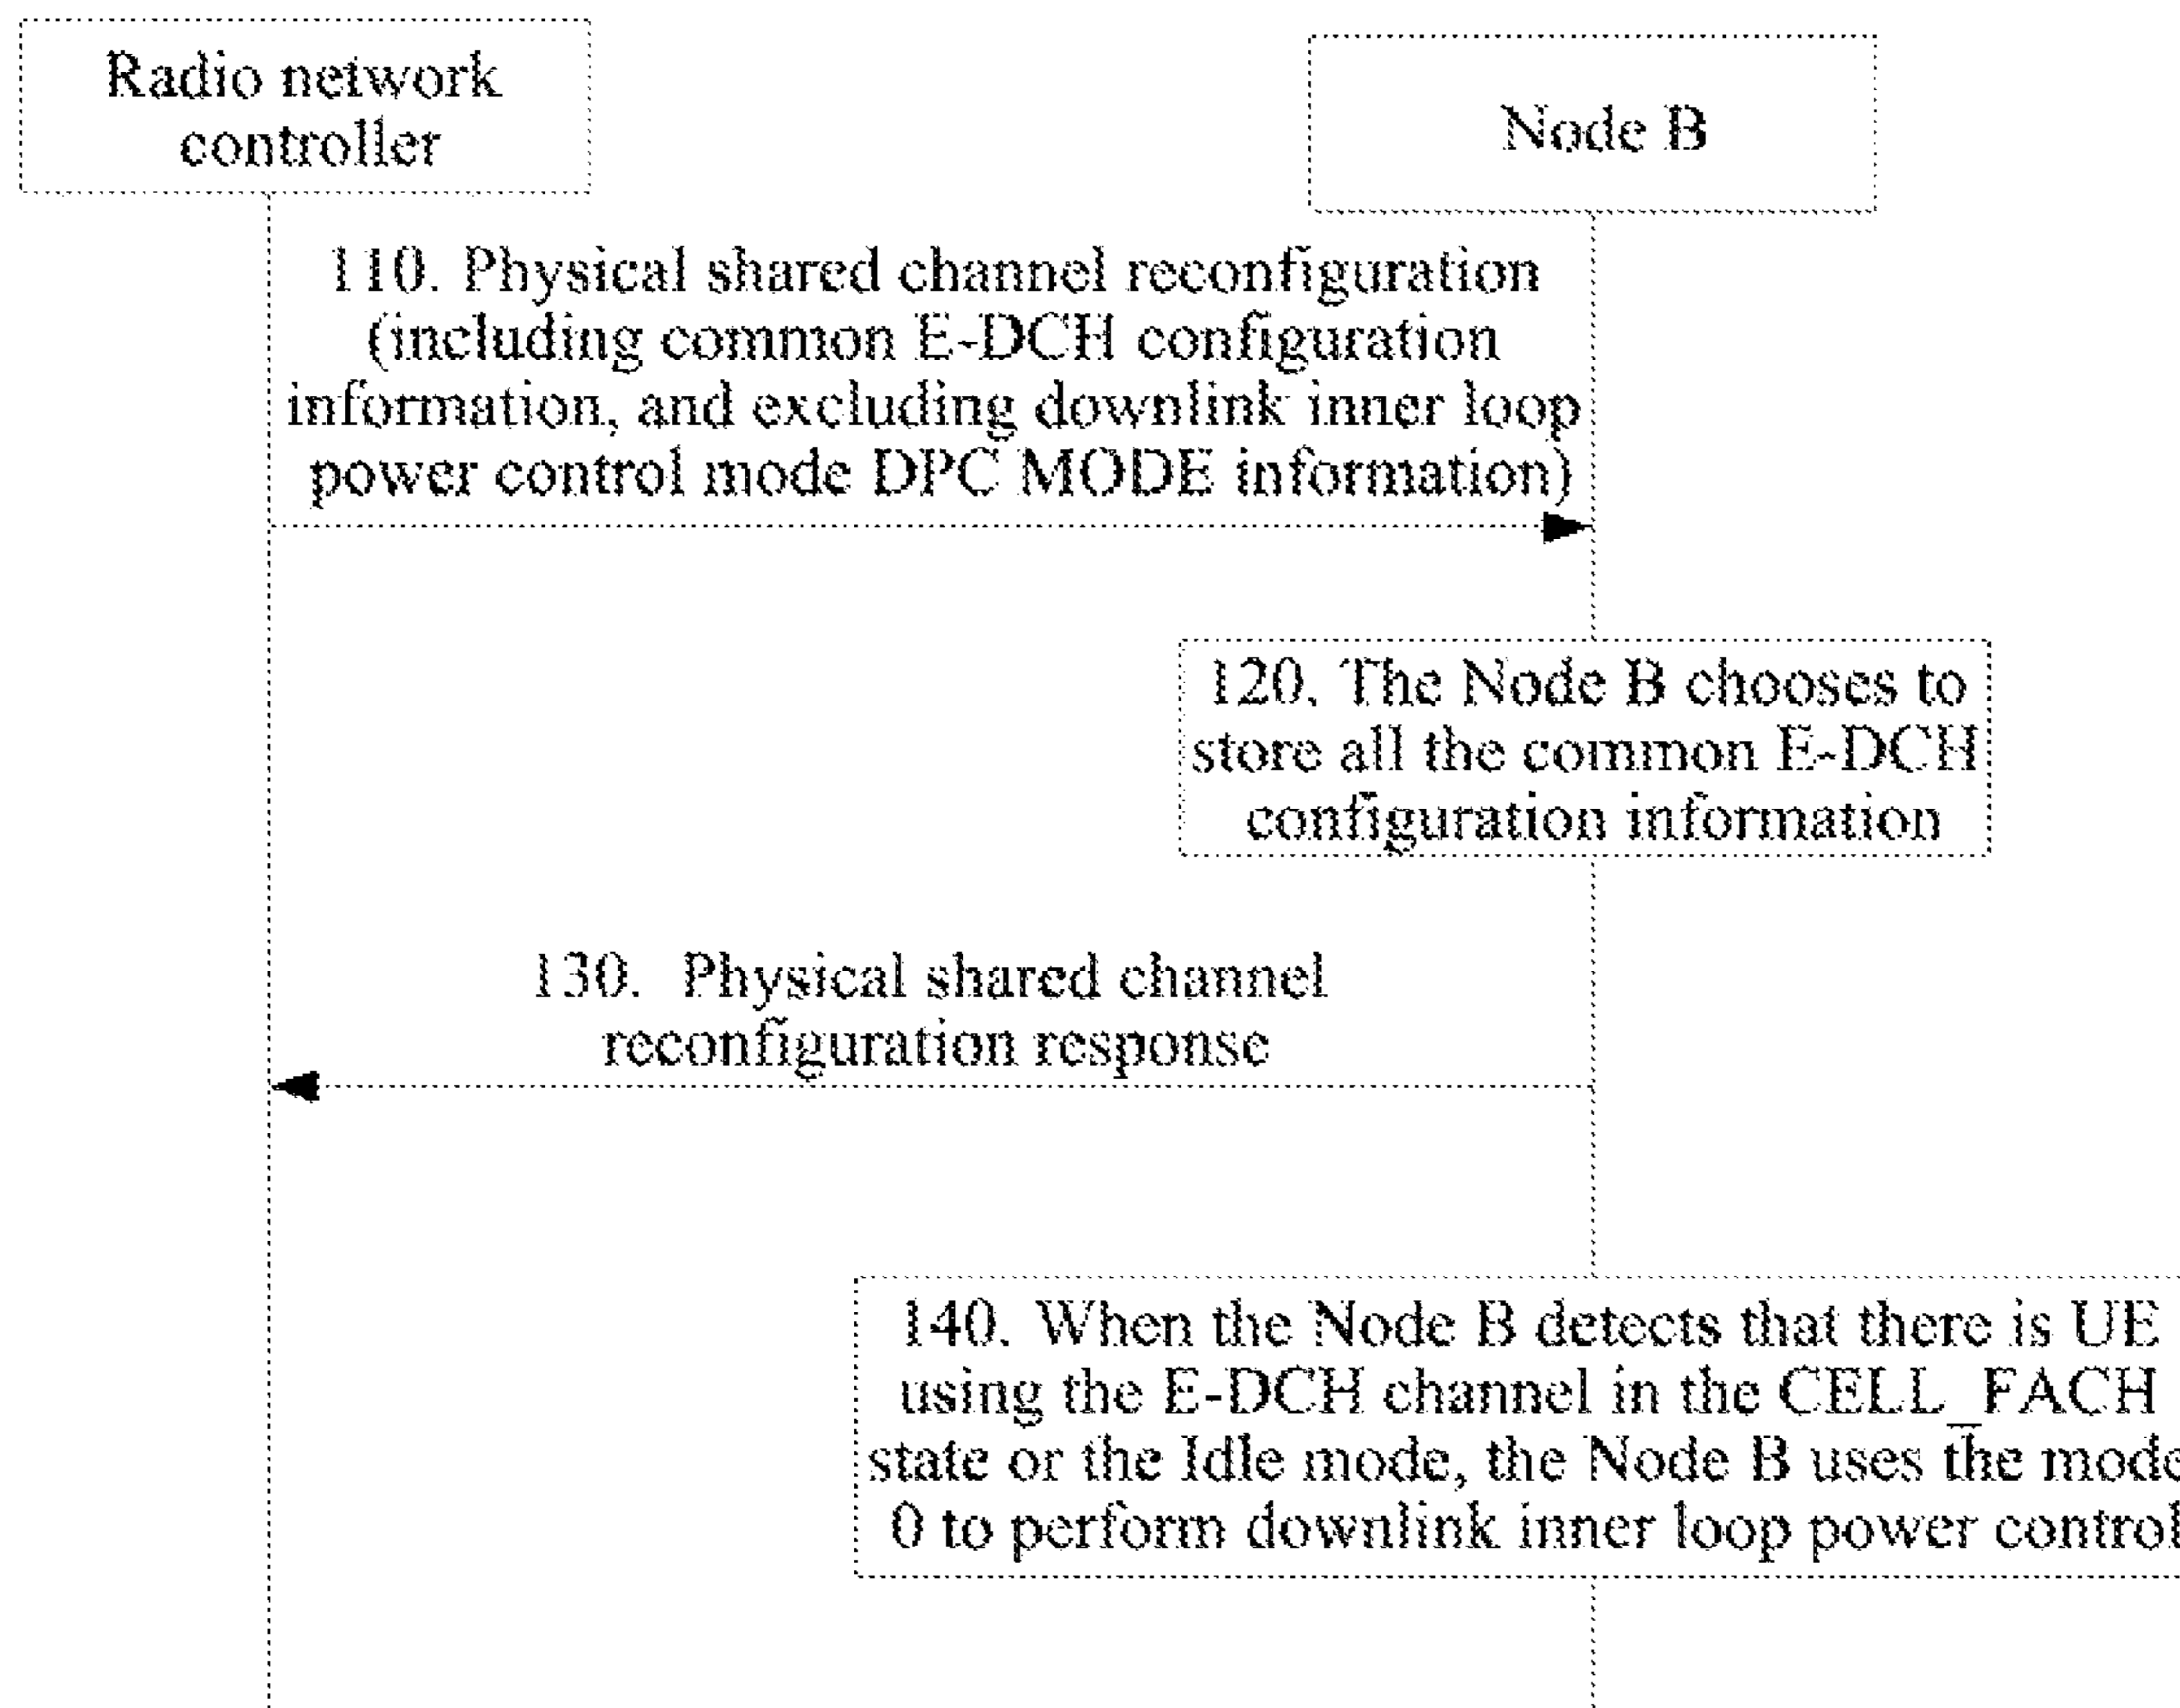 Radio network
controller
Node B
110. Physical shared channel reconfiguration
(including common E-DCH configuration
information, and excluding downlink inner loop
power control mode DPC MODE information)
120. The Node B chooses to
store all the common E-DCH
configuration information
130. Physical shared channel
reconfiguration response
140. When the Node B detects that there is UE
using the E-DCH channel in the CELL_FACH
state or the Idle mode, the Node B uses the mode
0 to perform downlink inner loop power control